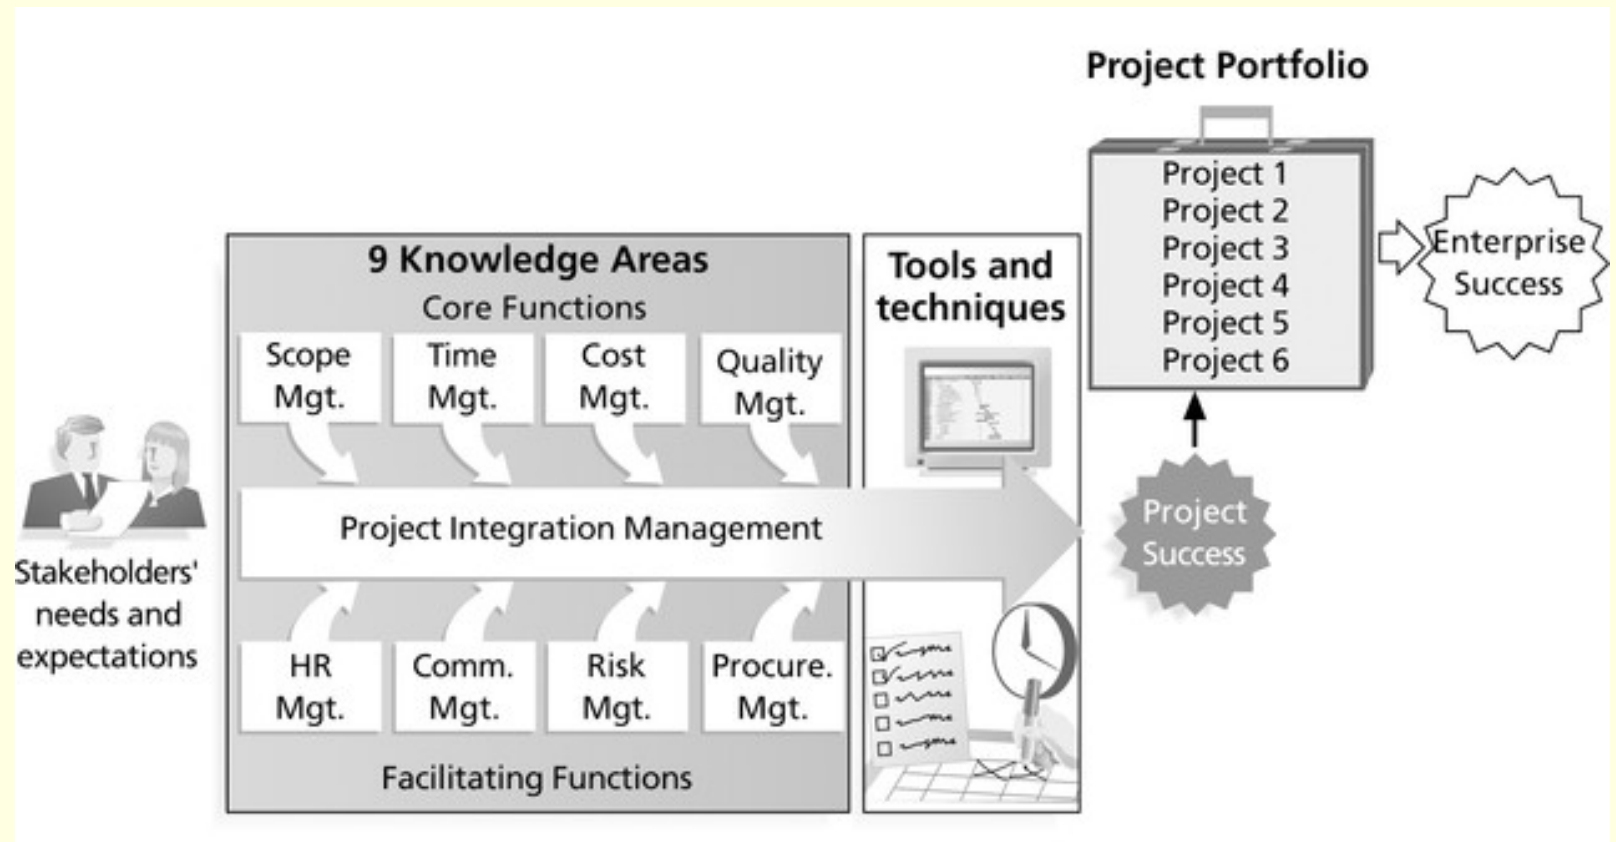 Project Portfolio
Project 1
Project 2
Project 3
Project 4
Project 5
Project 6
Enterprise
Success
9 Knowledge Areas
Core Functions
Scope
Mgt.
Time
Mgt.
Cost
Mgt.
Quality
Mgt.
Tools and
techniques
Stakeholders'
needs and
expectations
Project Integration Management
Project
Success
HR
Mgt.
Comm.
Mgt.
Risk
Mgt.
Procure.
Mgt.
Facilitating Functions